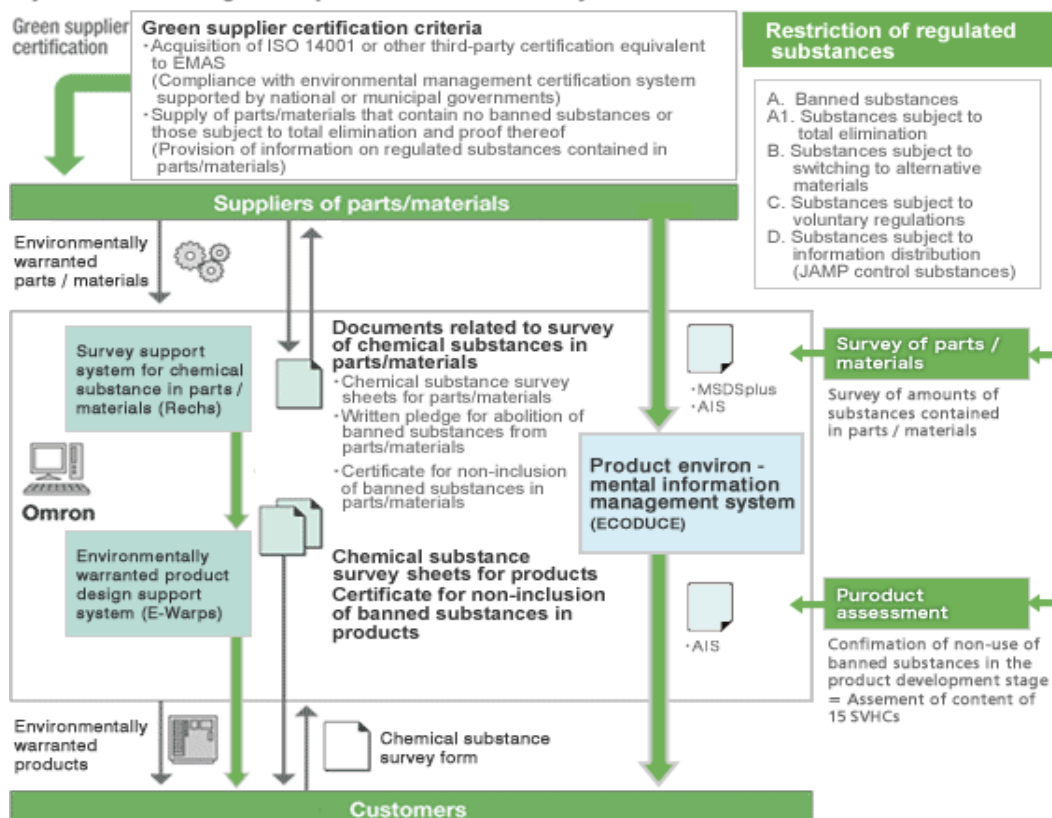 Green supplier
certification
Green supplier certification criteria
・Acquisition of ISO 14001 or other third-party certification equivalent
to EMAS
(Compliance with environmental management certification system
supported by national or municipal governments)
・Supply of parts/materials that contain no banned substances or
those subject to total elimination and proof thereof
(Provision of information on regulated substances contained in
parts/materials)
Restriction of regulated
substances
A. Banned substances
A1. Substances subject to
total elimination
B. Substances subject to
switching to alternative
materials
C. Substances subject to
voluntary regulations
D. Substances subject to
information distribution
(JAMP control substances)
Suppliers of parts/materials
Environmentally
warranted
parts / materials
Survey support
system for chemical
substance in parts /
materials (Rechs)
Omron
Environmentally
warranted product
design support
system (E-Warps)
Documents related to survey
of chemical substances in
parts/materials
・Chemical substance survey
sheets for parts/materials
・Written pledge for abolition of
banned substances from
parts/materials
・Certificate for non-inclusion
of banned substances in
parts/materials
Chemical substance
survey sheets for products
Certificate for non-inclusion
of banned substances in
products
・MSDSplus
・AIS
Product environ -
mental information
management system
(ECODUCE)
・AIS
Survey of parts /
materials
Survey of amounts of
substances contained
in parts / materials
Puroduct
assessment
Confimation of non-use of
banned substances in the
product development stage
= Assement of content of
15 SVHCs
Environmentally
warranted
products
Chemical substance
survey form
Customers